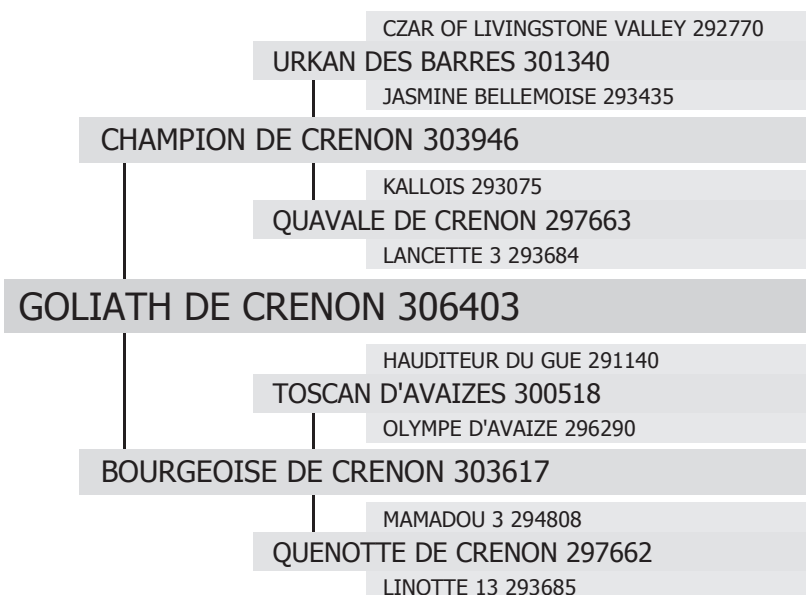 CZAR OF LIVINGSTONE VALLEY 292770
URKAN DES BARRES 301340
JASMINE BELLEMOISE 293435
CHAMPION DE CRENON 303946
KALLOIS 293075
QUAVALE DE CRENON 297663
LANCETTE 3 293684
GOLIATH DE CRENON 306403
HAUDITEUR DU GUE 291140
TOSCAN D'AVAIZES 300518
OLYMPE D'AVAIZE 296290
BOURGEOISE DE CRENON 303617
MAMADOU 3 294808
QUENOTTE DE CRENON 297662
LINOTTE 13 293685